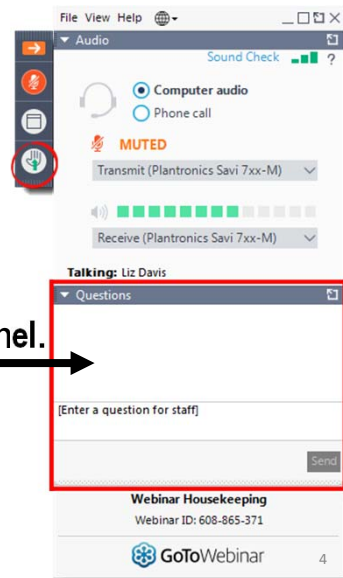 File View Help
Audio
Sound Check ?
Computer audio
Phone call
MUTED
Transmit (Plantronics Savi 7xx-M)
Receive (Plantronics Savi 7xx-M)
Talking: Liz Davis
Questions
nel.
[Enter a question for staff]
Send
Webinar Housekeeping
Webinar ID: 608-865-371
GoToWebinar
4